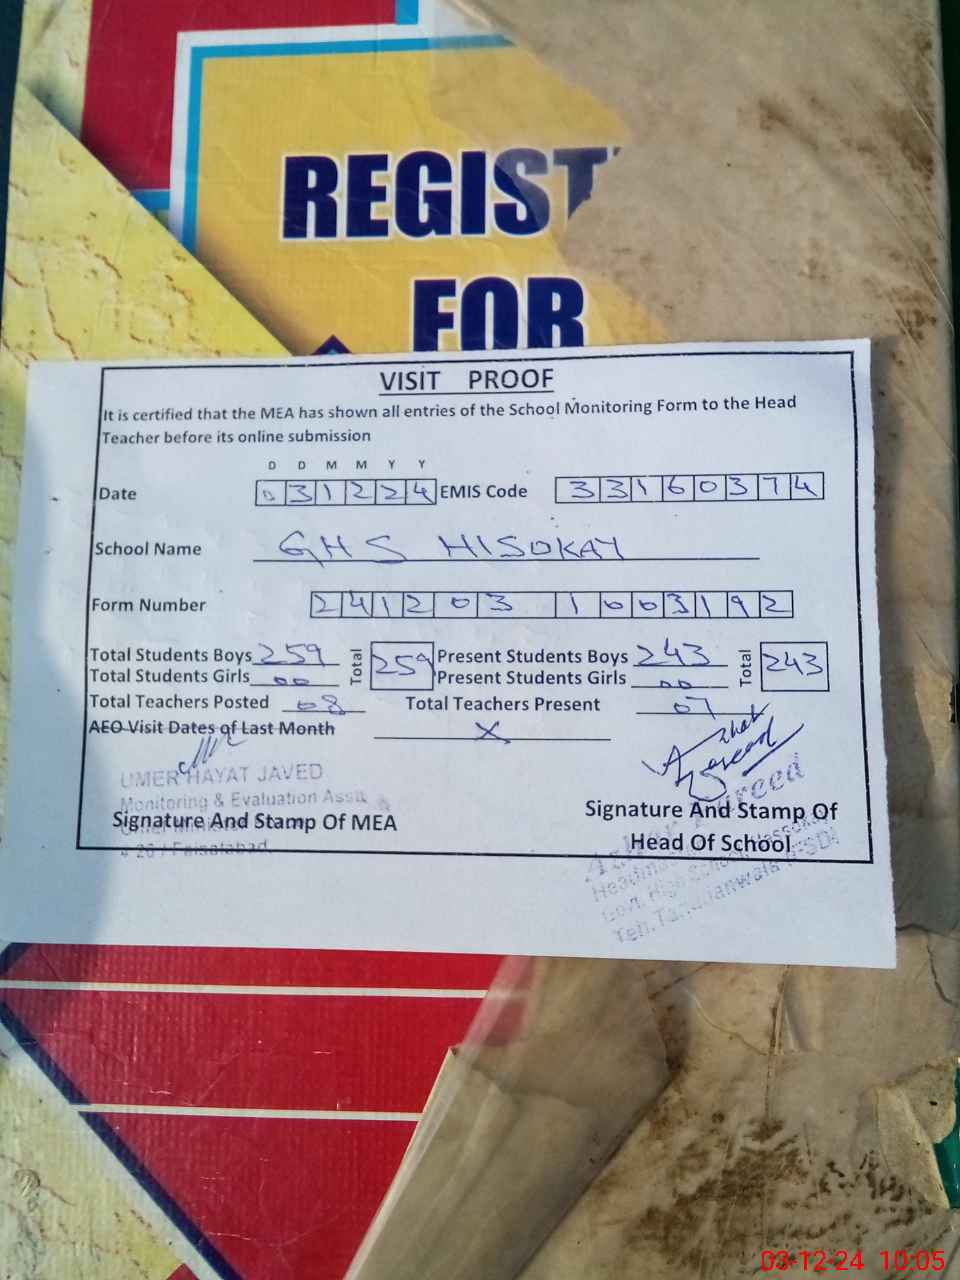 REGIST
FOR
VISIT PROOF
It is certified that the MEA has shown all entries of the School Monitoring Form to the Head
Teacher before its online submission
D D M M Y Y
Date 031224 EMIS Code 33160374
School Name GHS HISOKAY
Form Number 241203 1003192
Total Students Boys 259 Total 259 Present Students Boys 243 Total 243
Total Students Girls 00 Present Students Girls 00
Total Teachers Posted 08 Total Teachers Present 07
AEO Visit Dates of Last Month X
UMER HAYAT JAVED
Monitoring & Evaluation Asstt
Signature And Stamp Of MEA
Faisalabad
Signature And Stamp Of
Head Of School
Govt. High School
03-12-24 10:05